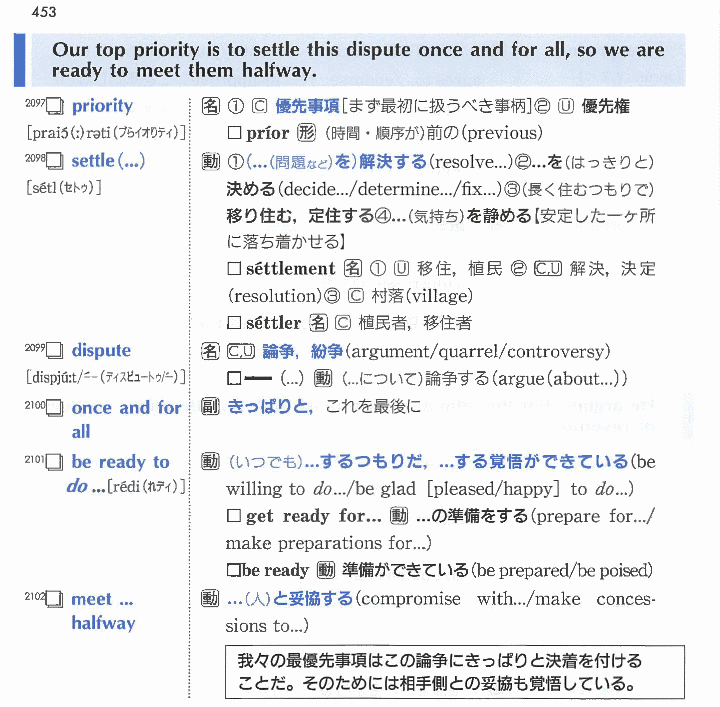 453
Our top priority is to settle this dispute once and for all, so we are
ready to meet them halfway.
2097 □ priority
[praiɔ́(:)rəti(プライオリティ)]
名 ① C 優先事項[まず最初に扱うべき事柄]② U 優先権
□ príor 形 (時間・順序が)前の(previous)
2098 □ settle(...)
[sétl(セトゥ)]
動 ①(...(問題など)を)解決する(resolve...)②...を(はっきりと)
決める(decide.../determine.../fix...)③(長く住むつもりで)
移り住む，定住する④...(気持ち)を静める【安定した一ヶ所
に落ち着かせる】
□ séttlement 名 ① U 移住，植民 ② C,U 解決，決定
(resolution)③ C 村落(village)
□ séttler 名 C 植民者，移住者
2099 □ dispute
[dispjúːt/－́－(ディスピュートゥ/－́－)]
名 C,U 論争，紛争(argument/quarrel/controversy)
□━ (...) 動 (...について)論争する(argue(about...))
2100 □ once and for
all
副 きっぱりと，これを最後に
2101 □ be ready to
do ...[rédi(レディ)]
動 (いつでも)...するつもりだ，...する覚悟ができている(be
willing to do.../be glad [pleased/happy] to do...)
□ get ready for... 動 ...の準備をする(prepare for.../
make preparations for...)
□be ready 動 準備ができている(be prepared/be poised)
2102 □ meet ...
halfway
動 ...(人)と妥協する(compromise with.../make conces-
sions to...)
我々の最優先事項はこの論争にきっぱりと決着を付ける
ことだ。そのためには相手側との妥協も覚悟している。